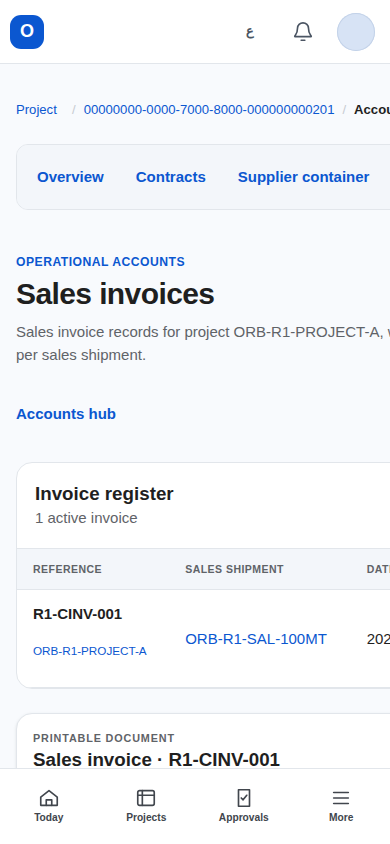 O ع
Project / 00000000-0000-7000-8000-000000000201 / Accou
Overview Contracts Supplier container
OPERATIONAL ACCOUNTS
Sales invoices
Sales invoice records for project ORB-R1-PROJECT-A, w
per sales shipment.
Accounts hub
Invoice register
1 active invoice
REFERENCE SALES SHIPMENT DATE
R1-CINV-001
ORB-R1-PROJECT-A
ORB-R1-SAL-100MT 202
PRINTABLE DOCUMENT
Sales invoice · R1-CINV-001
Today Projects Approvals More